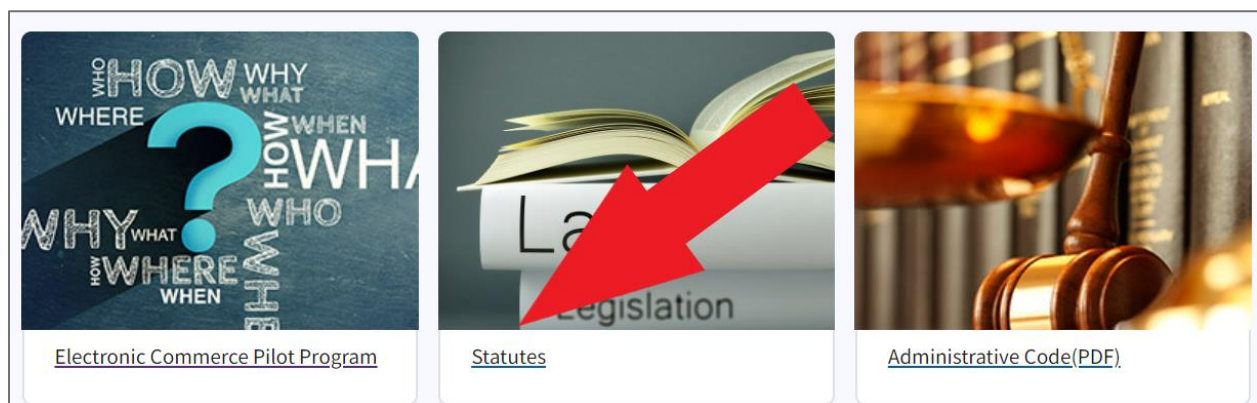 WHO
HOW
WHY
WHAT
WHERE
HOW
WHEN
WHO
WHY
WHAT
HOW
WHERE
WHEN
La
Legislation
Electronic Commerce Pilot Program
Statutes
Administrative Code(PDF)